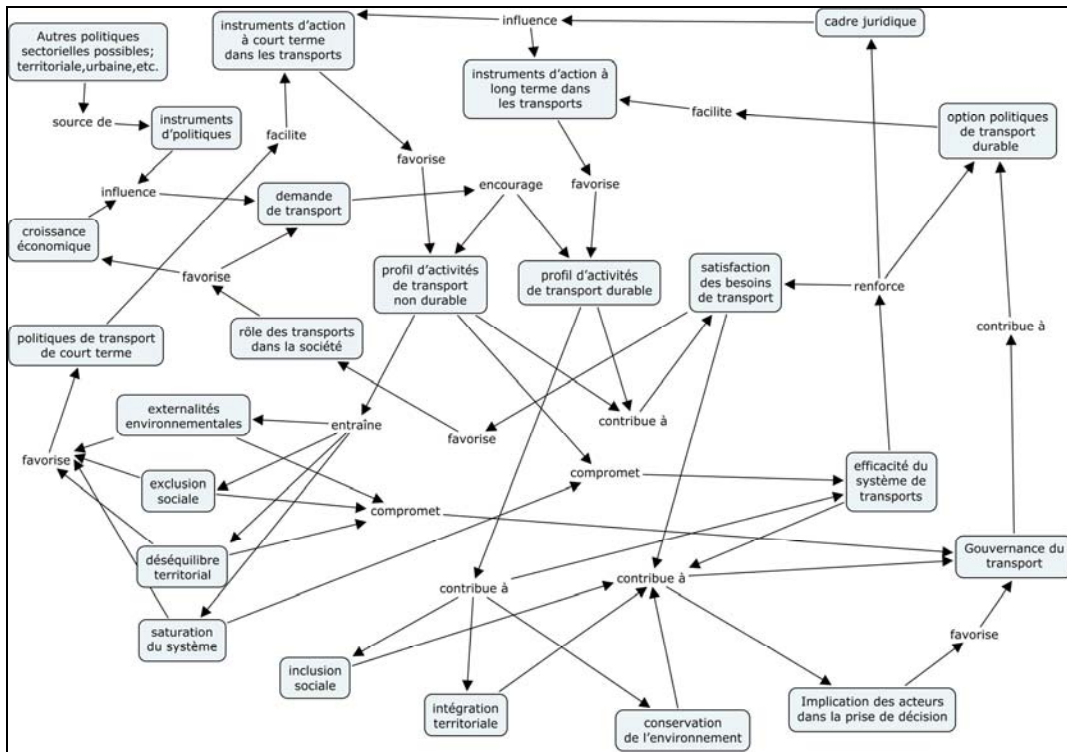 Autres politiques
sectorielles possibles;
territoriale,urbaine,etc.
instruments d'action
à court terme
dans les transports
influence
cadre juridique
instruments d'action à
long terme dans
les transports
source de
instruments
d'politiques
facilite
facilite
option politiques
de transport
durable
favorise
influence
demande
de transport
encourage
favorise
croissance
économique
favorise
profil d'activités
de transport
non durable
profil d'activités
de transport durable
satisfaction
des besoins
de transport
renforce
politiques de transport
de court terme
rôle des transports
dans la société
contribue à
externalités
environnementales
entraîne
favorise
contribue à
favorise
exclusion
sociale
compromet
compromet
efficacité du
système de
transports
déséquilibre
territorial
contribue à
contribue à
Gouvernance du
transport
saturation
du système
favorise
inclusion
sociale
intégration
territoriale
conservation
de l'environnement
Implication des acteurs
dans la prise de décision